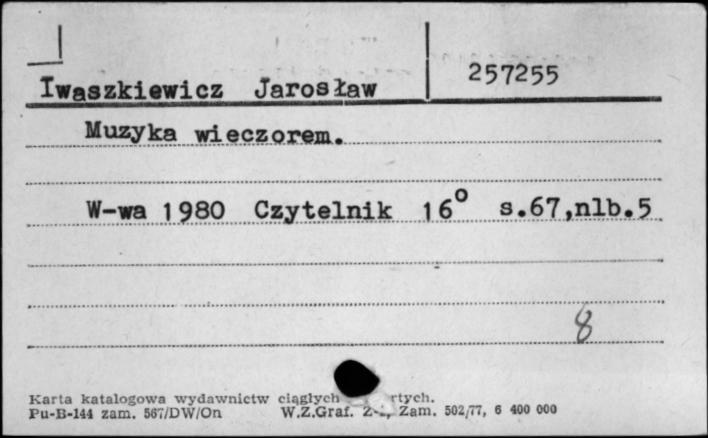 257255
Iwaszkiewicz Jarosław
Muzyka wieczorem.
W-wa 1980 Czytelnik 16° s.67,nlb.5
8
Karta katalogowa wydawnictw ciągłych rtych.
Pu-B-144 zam. 567/DW/On W.Z.Graf. Zam. 502/77, 6 400 000